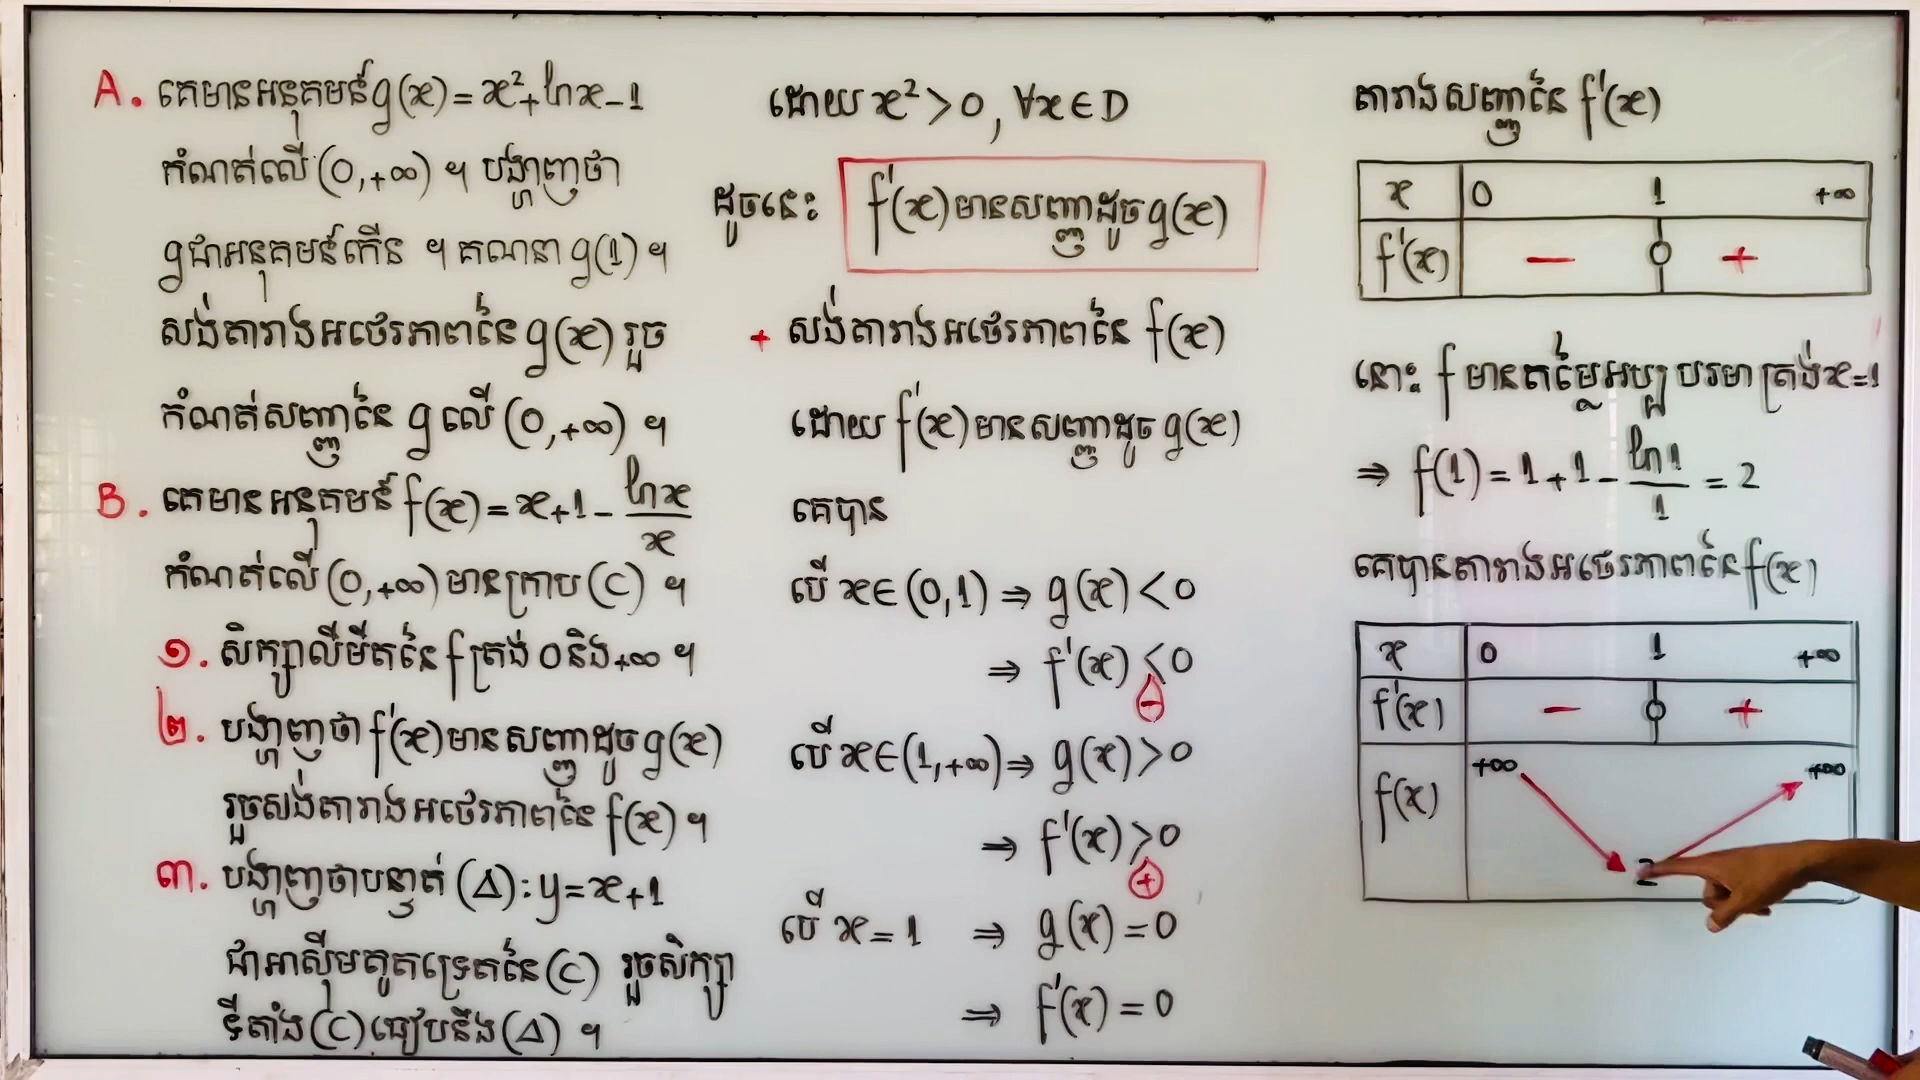 A. គេមានអនុគមន៍ g(x) = x² + lnx - 1
កំណត់លើ (0, +∞) ។ បង្ហាញថា
g ជាអនុគមន៍កើន ។ គណនា g(1) ។
សង់តារាងអថេរភាពនៃ g(x) រួច
កំណត់សញ្ញានៃ g លើ (0, +∞) ។
B. គេមានអនុគមន៍ f(x) = x + 1 - lnx/x
កំណត់លើ (0, +∞) មានក្រាប (C) ។
១. សិក្សាលីមីតនៃ f ត្រង់ 0 និង +∞ ។
២. បង្ហាញថា f'(x) មានសញ្ញាដូច g(x)
រួចសង់តារាងអថេរភាពនៃ f(x) ។
៣. បង្ហាញថាបន្ទាត់ (Δ) : y = x + 1
ជាអាស៊ីមតូតទ្រេតនៃ (C) រួចសិក្សា
ទីតាំង (C) ធៀបនឹង (Δ) ។
ដោយ x² > 0, ∀x ∈ D
ដូចនេះ f'(x) មានសញ្ញាដូច g(x)
+ សង់តារាងអថេរភាពនៃ f(x)
ដោយ f'(x) មានសញ្ញាដូច g(x)
គេបាន
បើ x ∈ (0, 1) ⇒ g(x) < 0
⇒ f'(x) < 0
-
បើ x ∈ (1, +∞) ⇒ g(x) > 0
⇒ f'(x) > 0
+
បើ x = 1 ⇒ g(x) = 0
⇒ f'(x) = 0
តារាងសញ្ញានៃ f'(x)
x 0 1 +∞
f'(x) - 0 +
នោះ f មានតម្លៃអប្បបរមាត្រង់ x = 1
⇒ f(1) = 1 + 1 - ln1/1 = 2
គេបានតារាងអថេរភាពនៃ f(x)
x 0 1 +∞
f'(x) - 0 +
f(x) +∞ 2 +∞